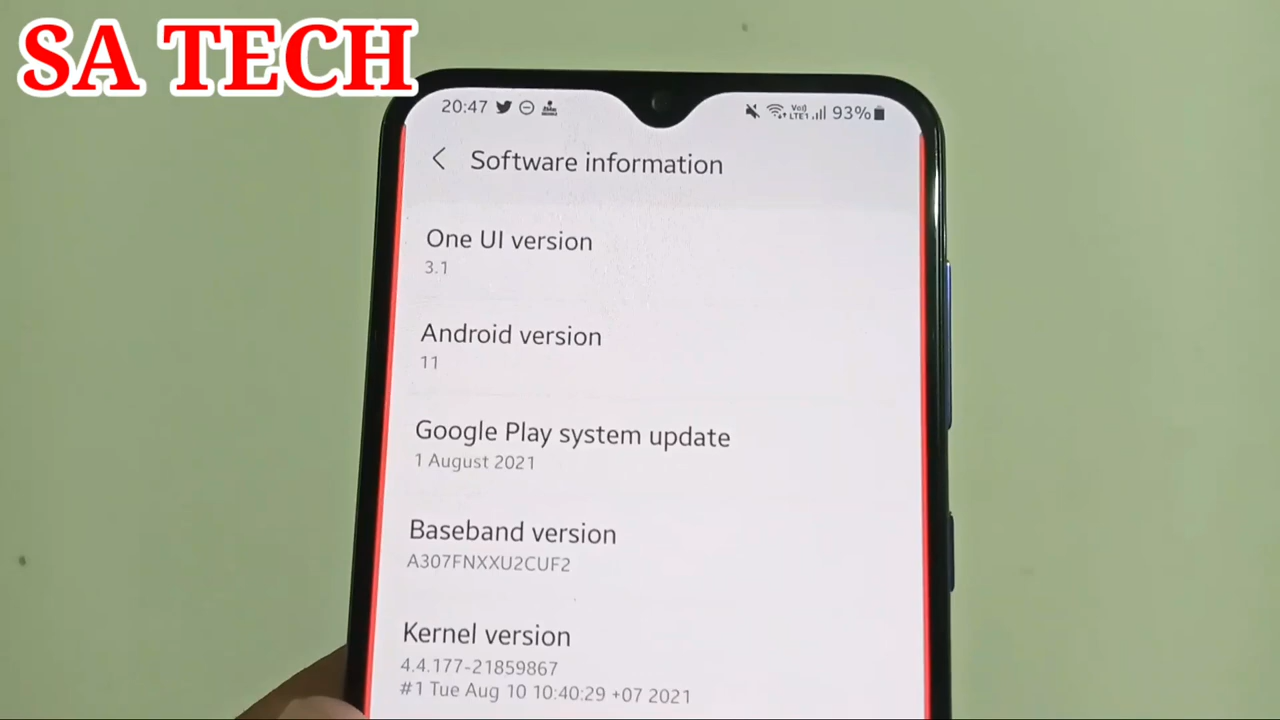 SA TECH
20:47 VoJ LTE1 93%
Software information
One UI version
3.1
Android version
11
Google Play system update
1 August 2021
Baseband version
A307FNXXU2CUF2
Kernel version
4.4.177-21859867
#1 Tue Aug 10 10:40:29 +07 2021